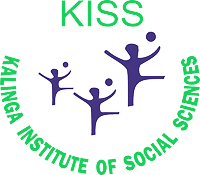 KISS
KALINGA INSTITUTE OF SOCIAL SCIENCES